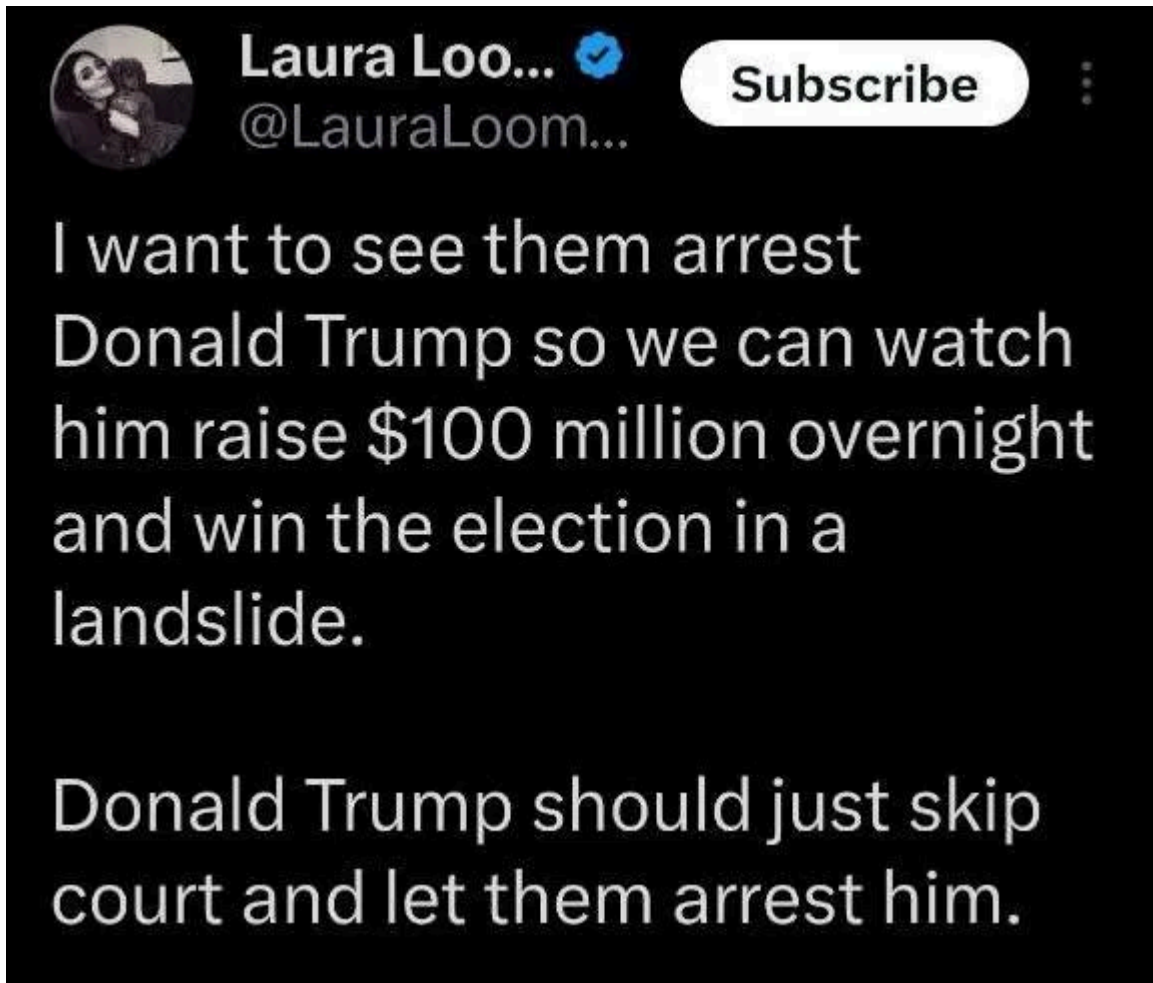 Laura Loo...
@LauraLoom...
Subscribe
I want to see them arrest
Donald Trump so we can watch
him raise $100 million overnight
and win the election in a
landslide.
Donald Trump should just skip
court and let them arrest him.